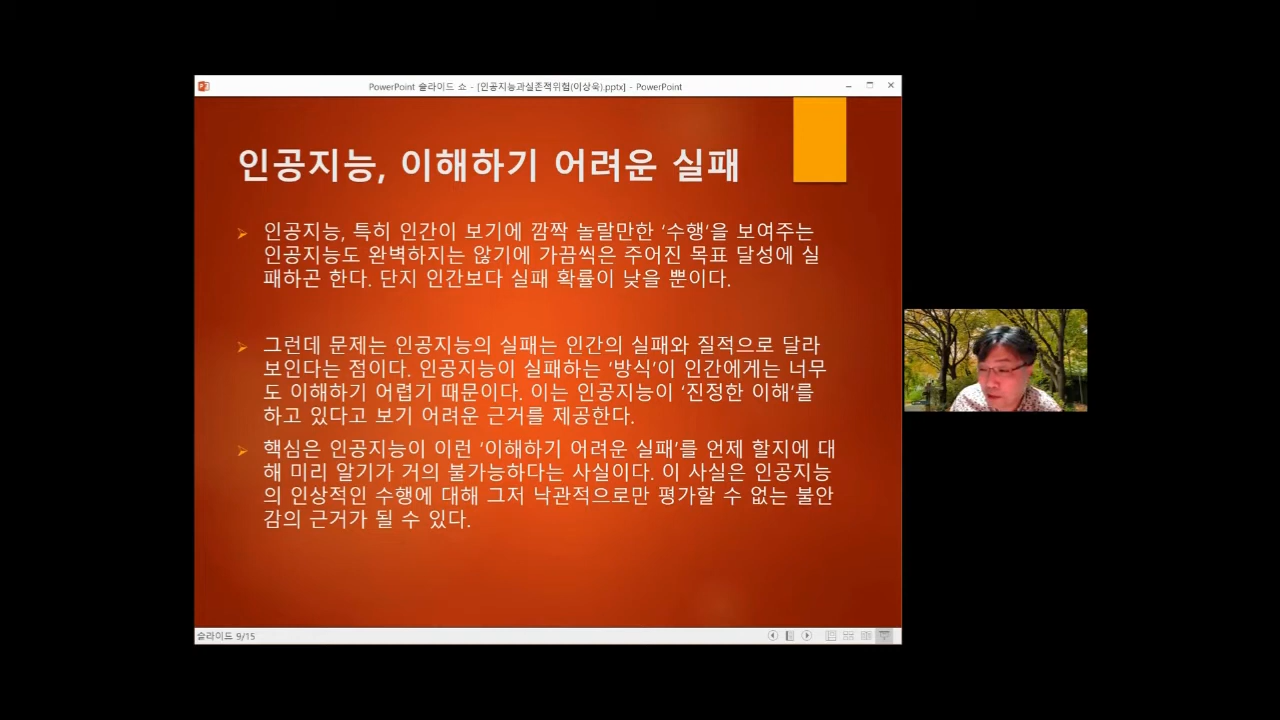 PowerPoint 슬라이드 쇼 - [인공지능과실존적위험(이상욱).pptx] - PowerPoint
인공지능, 이해하기 어려운 실패
인공지능, 특히 인간이 보기에 깜짝 놀랄만한 ‘수행‘을 보여주는
인공지능도 완벽하지는 않기에 가끔씩은 주어진 목표 달성에 실
패하곤 한다. 단지 인간보다 실패 확률이 낮을 뿐이다.
그런데 문제는 인공지능의 실패는 인간의 실패와 질적으로 달라
보인다는 점이다. 인공지능이 실패하는 ‘방식’이 인간에게는 너무
도 이해하기 어렵기 때문이다. 이는 인공지능이 ‘진정한 이해‘를
하고 있다고 보기 어려운 근거를 제공한다.
핵심은 인공지능이 이런 ‘이해하기 어려운 실패’를 언제 할지에 대
해 미리 알기가 거의 불가능하다는 사실이다. 이 사실은 인공지능
의 인상적인 수행에 대해 그저 낙관적으로만 평가할 수 없는 불안
감의 근거가 될 수 있다.
슬라이드 9/15